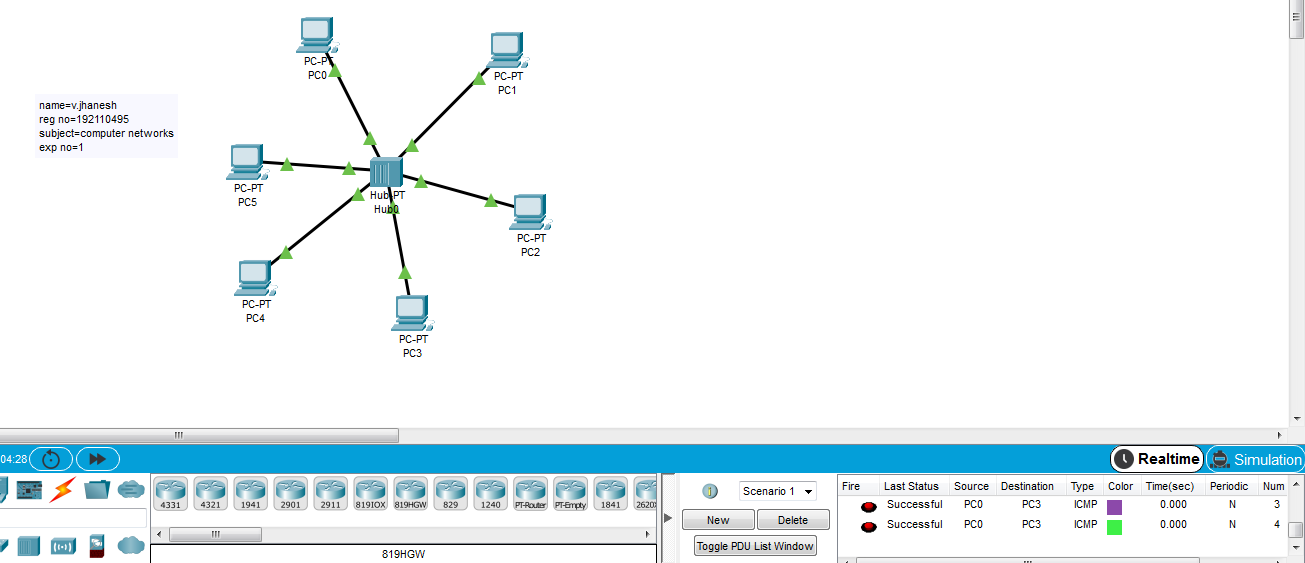 PC-PT
PC0
PC-PT
PC1
name=v.jhanesh
reg no=192110495
subject=computer networks
exp no=1
PC-PT
PC5
Hub-PT
Hub0
PC-PT
PC2
PC-PT
PC4
PC-PT
PC3
04:28
Realtime
Simulation
4331
4321
1941
2901
2911
819IOX
819HGW
829
1240
PT-Router
PT-Empty
1841
2620X
819HGW
Scenario 1
New
Delete
Toggle PDU List Window
Fire Last Status Source Destination Type Color Time(sec) Periodic Num
Successful PC0 PC3 ICMP 0.000 N 3
Successful PC0 PC3 ICMP 0.000 N 4